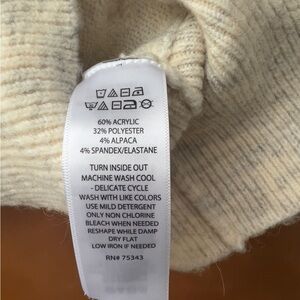 60% ACRYLIC
32% POLYESTER
4% ALPACA
4% SPANDEX/ELASTANE
TURN INSIDE OUT
MACHINE WASH COOL
- DELICATE CYCLE
WASH WITH LIKE COLORS
USE MILD DETERGENT
ONLY NON CHLORINE
BLEACH WHEN NEEDED
RESHAPE WHILE DAMP
DRY FLAT
LOW IRON IF NEEDED
RN# 75343